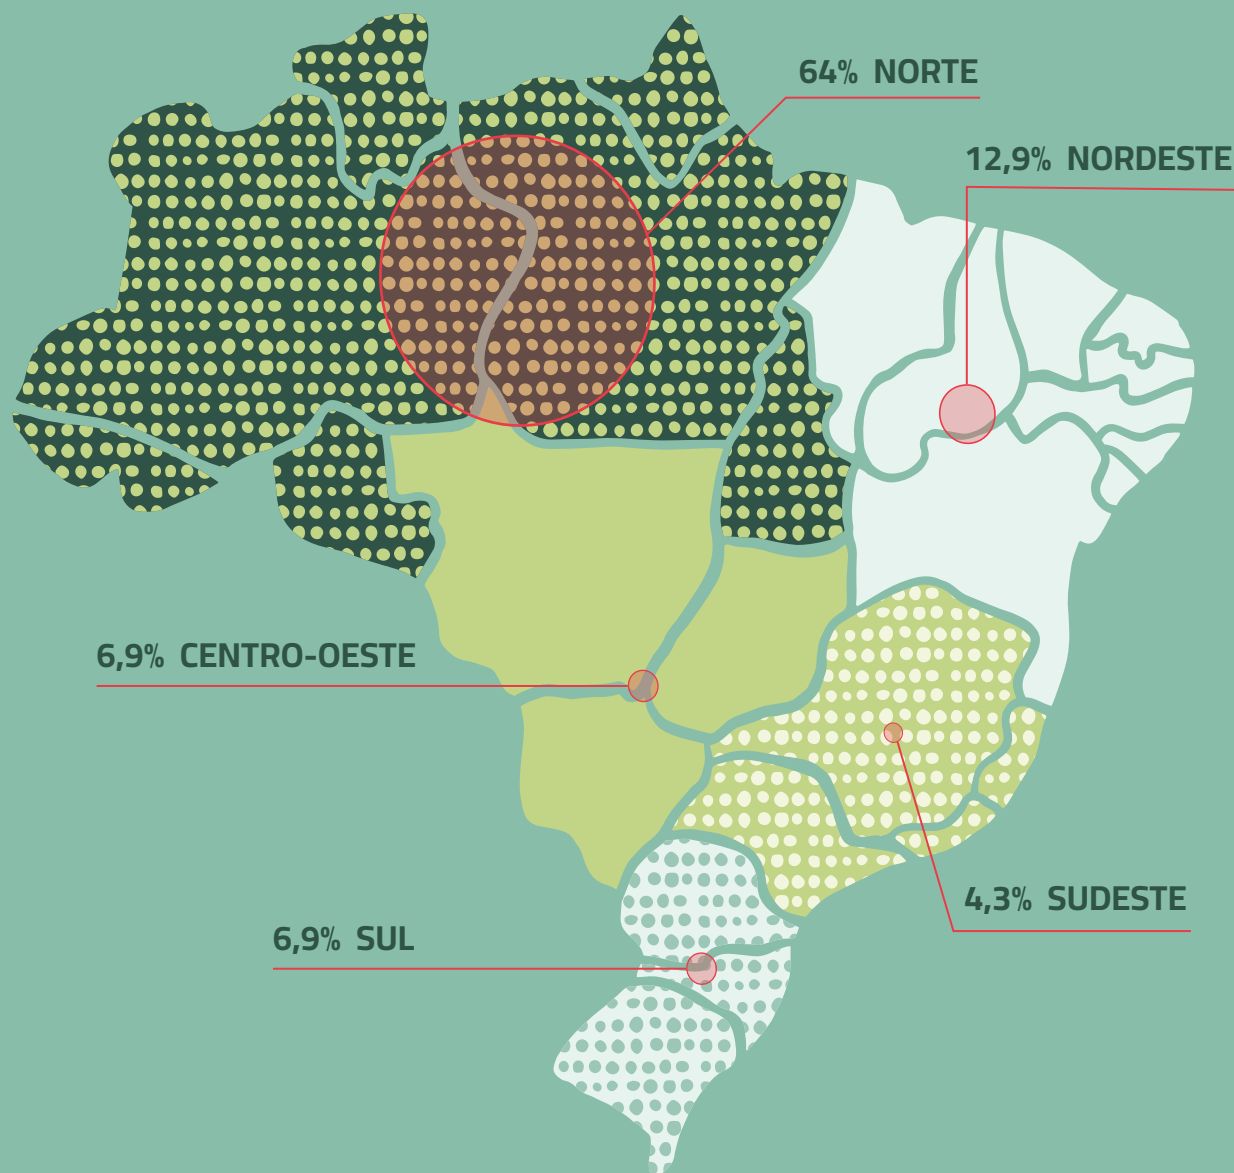 64% NORTE
12,9% NORDESTE
6,9% CENTRO-OESTE
4,3% SUDESTE
6,9% SUL